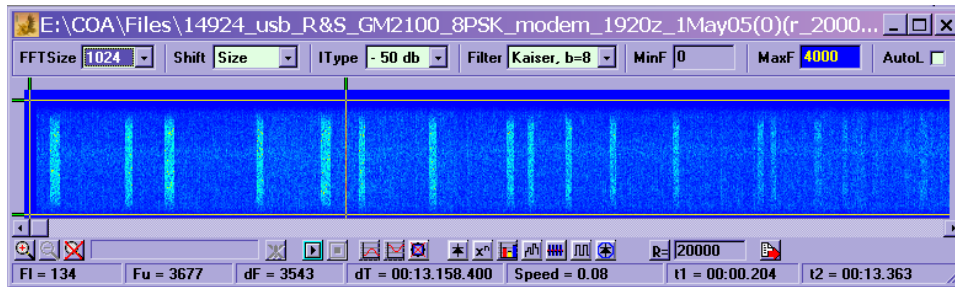 E:\COA\Files\14924_usb_R&S_GM2100_8PSK_modem_1920z_1May05(0)(r_2000...
FFTSize 1024 Shift Size IType - 50 db Filter Kaiser, b=8 MinF 0 MaxF 4000 AutoL
R= 20000
Fl = 134 Fu = 3677 dF = 3543 dT = 00:13.158.400 Speed = 0.08 t1 = 00:00.204 t2 = 00:13.363